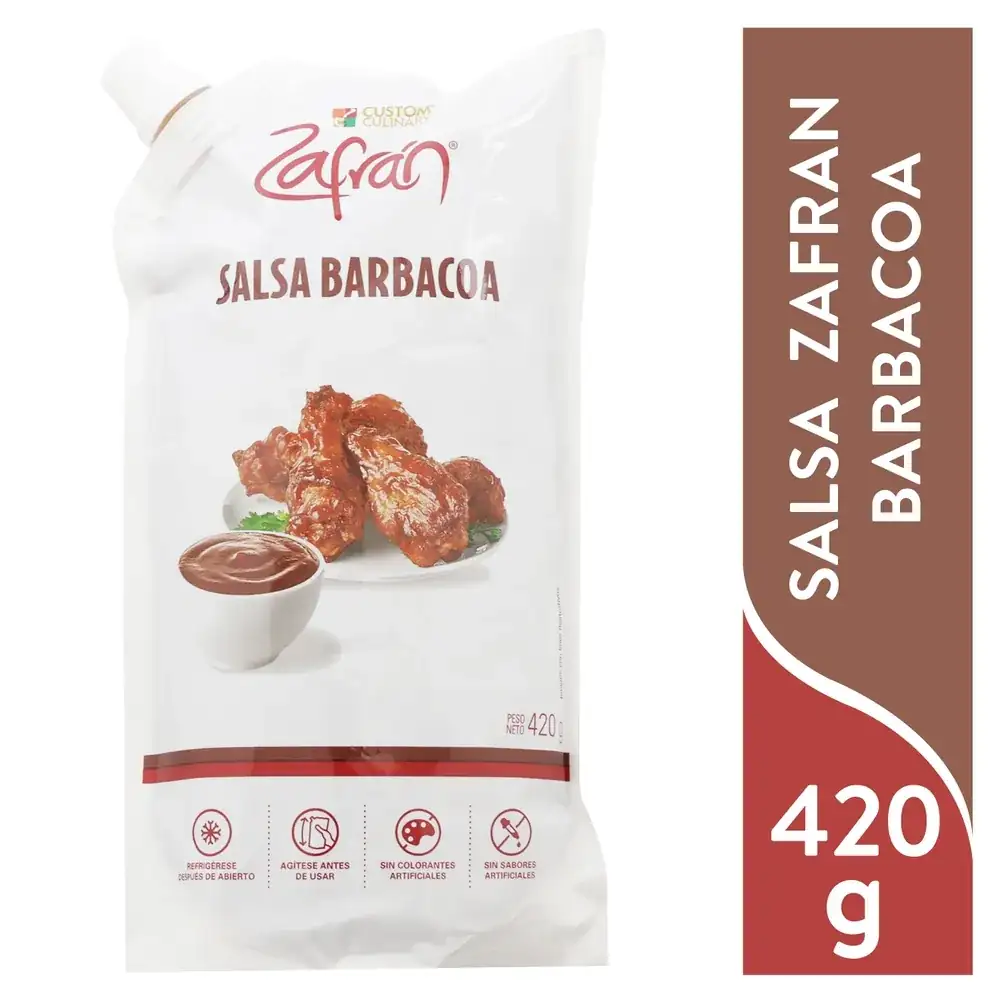 CUSTOM
CULINARY
Zafrán®
SALSA BARBACOA
PESO
NETO 420
REFRIGÉRESE
DESPUÉS DE ABIERTO
AGÍTESE ANTES
DE USAR
SIN COLORANTES
ARTIFICIALES
SIN SABORES
ARTIFICIALES
SALSA ZAFRAN
BARBACOA
420
g